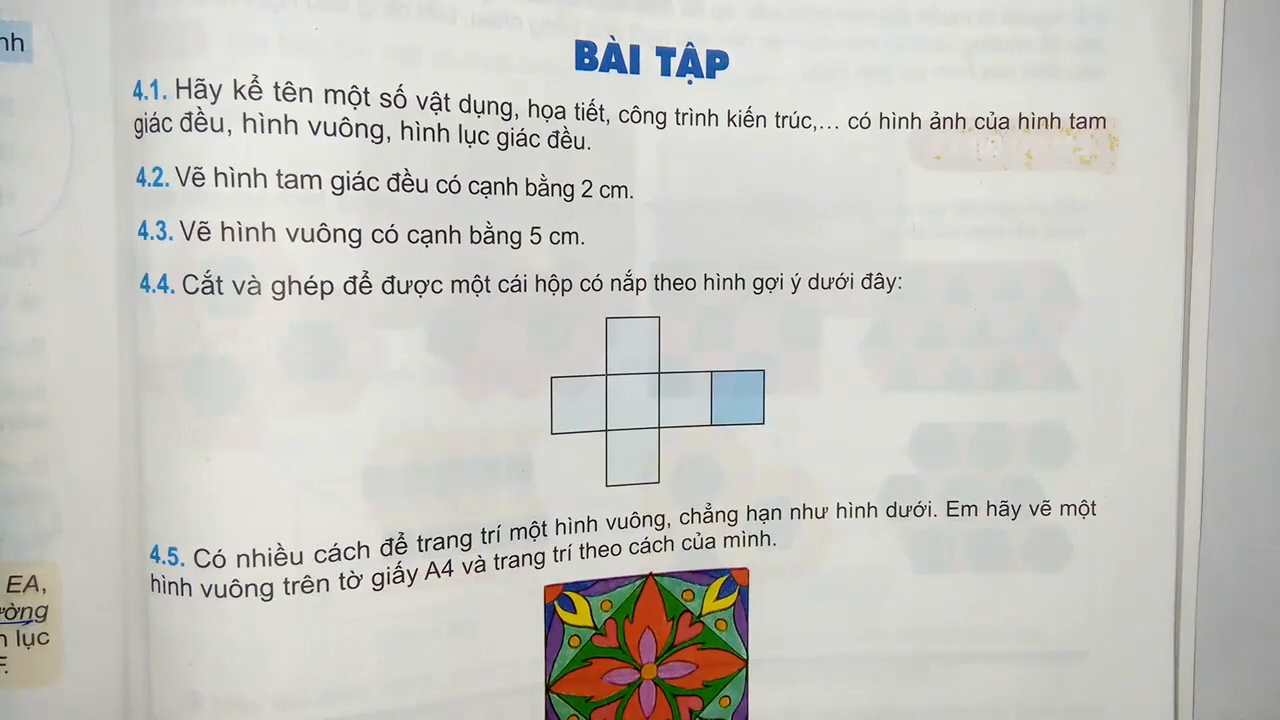 nh
BÀI TẬP
4.1. Hãy kể tên một số vật dụng, họa tiết, công trình kiến trúc,... có hình ảnh của hình tam
giác đều, hình vuông, hình lục giác đều.
4.2. Vẽ hình tam giác đều có cạnh bằng 2 cm.
4.3. Vẽ hình vuông có cạnh bằng 5 cm.
4.4. Cắt và ghép để được một cái hộp có nắp theo hình gợi ý dưới đây:
4.5. Có nhiều cách để trang trí một hình vuông, chẳng hạn như hình dưới. Em hãy vẽ một
hình vuông trên tờ giấy A4 và trang trí theo cách của mình.
EA,
ường
lục